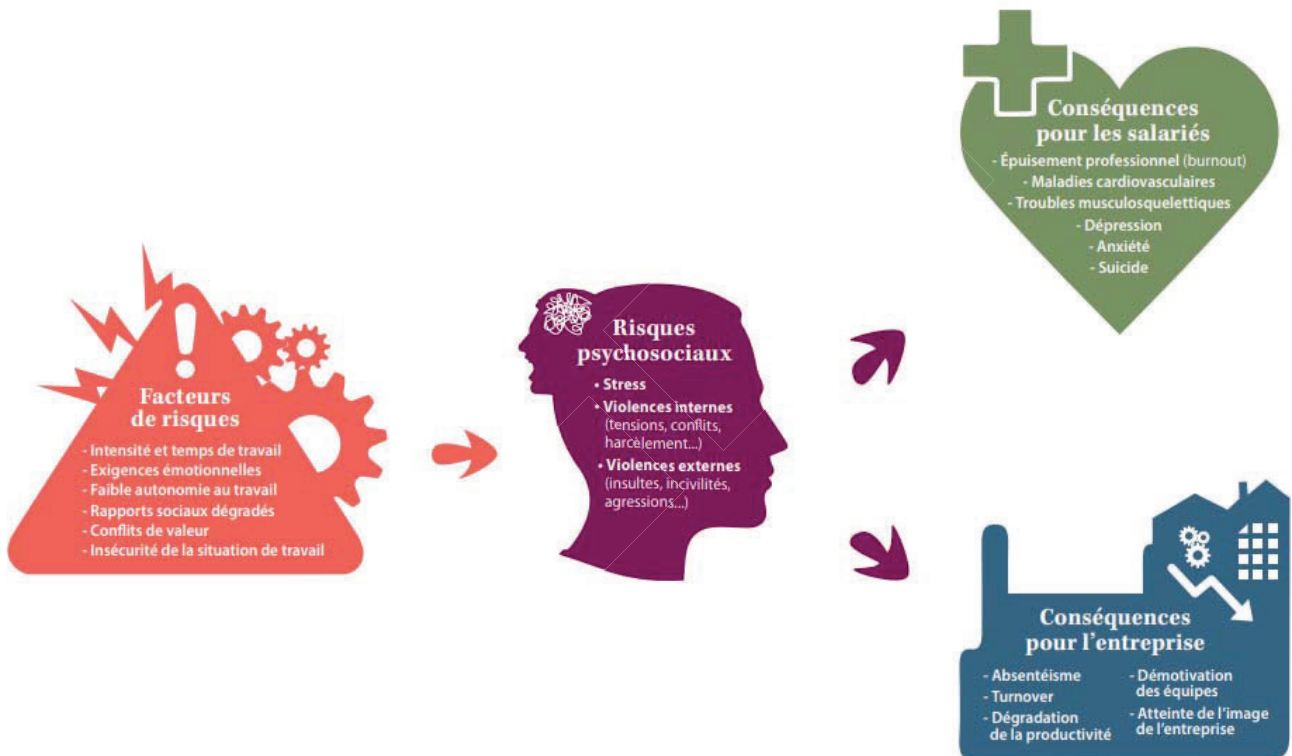 Facteurs
de risques
- Intensité et temps de travail
- Exigences émotionnelles
- Faible autonomie au travail
- Rapports sociaux dégradés
- Conflits de valeur
- Insécurité de la situation de travail
Risques
psychosociaux
• Stress
• Violences internes
(tensions, conflits,
harcèlement...)
• Violences externes
(insultes, incivilités,
agressions...)
Conséquences
pour les salariés
- Épuisement professionnel (burnout)
- Maladies cardiovasculaires
- Troubles musculosquelettiques
- Dépression
- Anxiété
- Suicide
Conséquences
pour l'entreprise
- Absentéisme
- Turnover
- Dégradation
de la productivité
- Démotivation
des équipes
- Atteinte de l'image
de l'entreprise